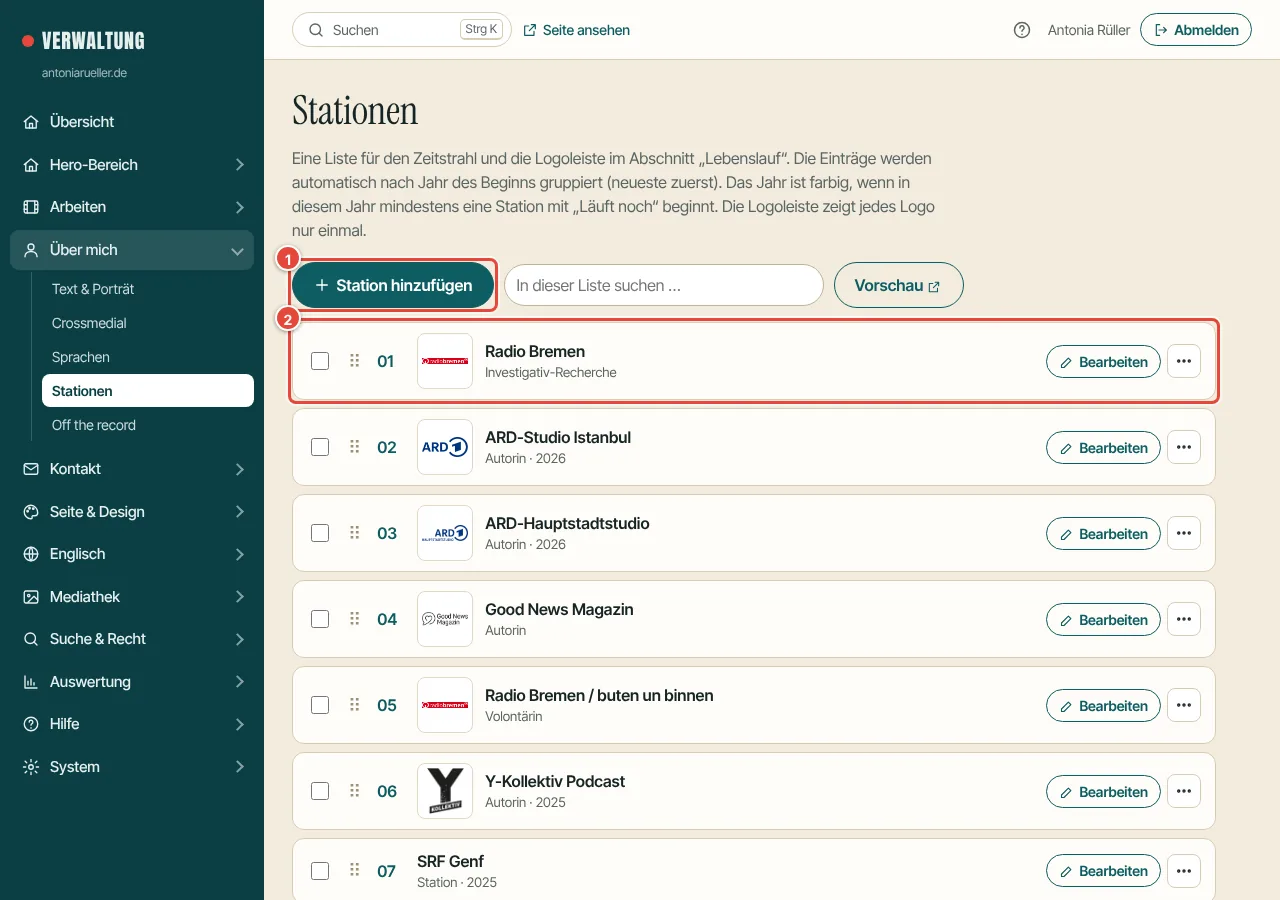 VERWALTUNG
antoniarueller.de
Übersicht
Hero-Bereich
Arbeiten
Über mich
Text & Porträt
Crossmedial
Sprachen
Stationen
Off the record
Kontakt
Seite & Design
Englisch
Mediathek
Suche & Recht
Auswertung
Hilfe
System
Suchen
Strg K
Seite ansehen
Antonia Rüller
Abmelden
Stationen
Eine Liste für den Zeitstrahl und die Logoleiste im Abschnitt „Lebenslauf“. Die Einträge werden
automatisch nach Jahr des Beginns gruppiert (neueste zuerst). Das Jahr ist farbig, wenn in
diesem Jahr mindestens eine Station mit „Läuft noch“ beginnt. Die Logoleiste zeigt jedes Logo
nur einmal.
1
+ Station hinzufügen
In dieser Liste suchen …
Vorschau
2
01
radiobremen
Radio Bremen
Investigativ-Recherche
Bearbeiten
02
ARD 1
ARD-Studio Istanbul
Autorin · 2026
Bearbeiten
03
ARD 1
HAUPTSTADTSTUDIO
ARD-Hauptstadtstudio
Autorin · 2026
Bearbeiten
04
Good News
Magazin
Good News Magazin
Autorin
Bearbeiten
05
radiobremen
Radio Bremen / buten un binnen
Volontärin
Bearbeiten
06
Y
KOLLEKTIV
Y-Kollektiv Podcast
Autorin · 2025
Bearbeiten
07
SRF Genf
Station · 2025
Bearbeiten